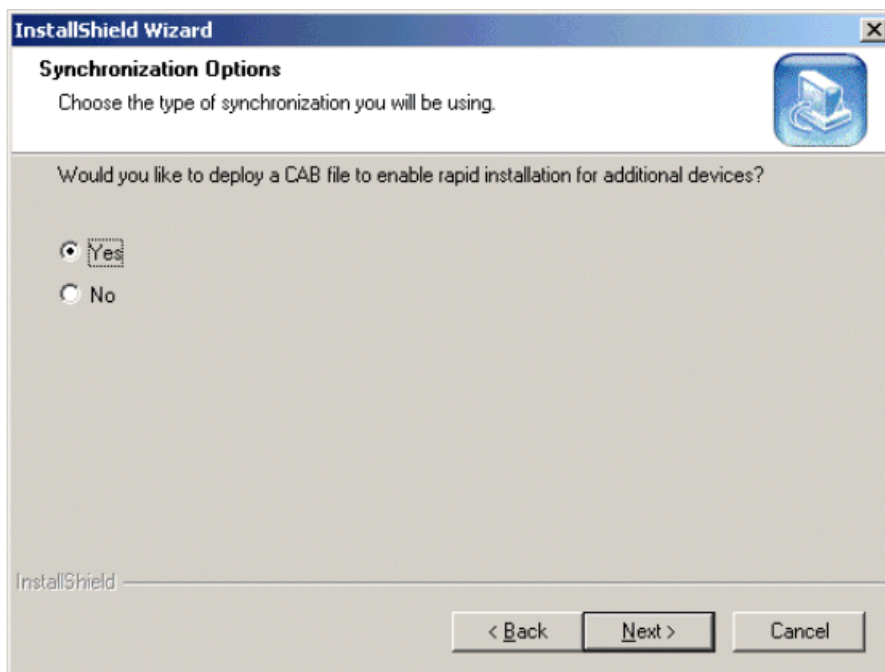 InstallShield Wizard
Synchronization Options
Choose the type of synchronization you will be using.
Would you like to deploy a CAB file to enable rapid installation for additional devices?
Yes
No
InstallShield
< Back Next > Cancel